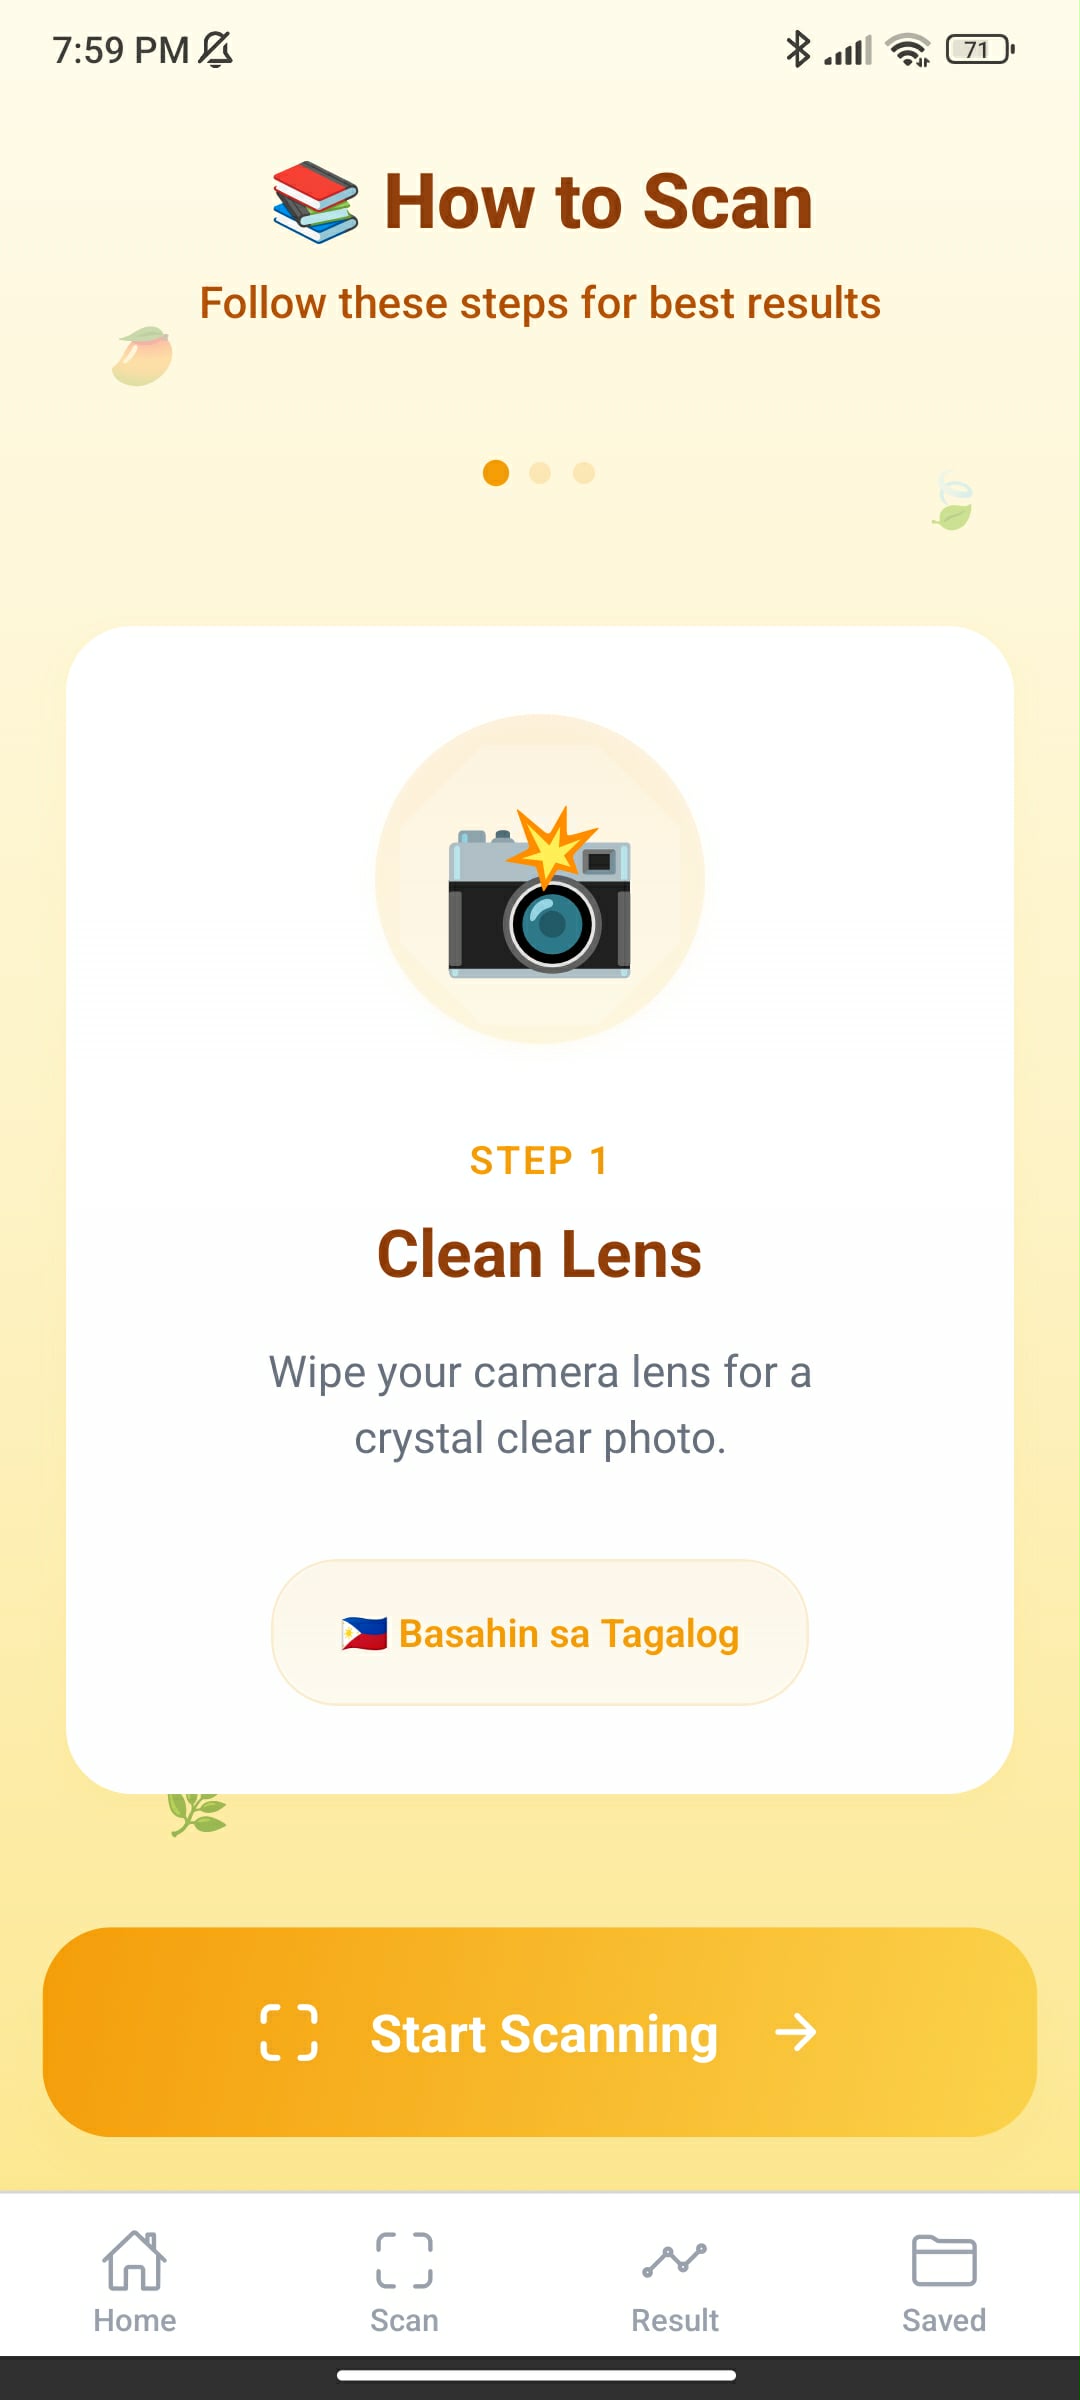 7:59 PM
71
📚 How to Scan
Follow these steps for best results
STEP 1
Clean Lens
Wipe your camera lens for a
crystal clear photo.
🇵🇭 Basahin sa Tagalog
Start Scanning →
Home
Scan
Result
Saved